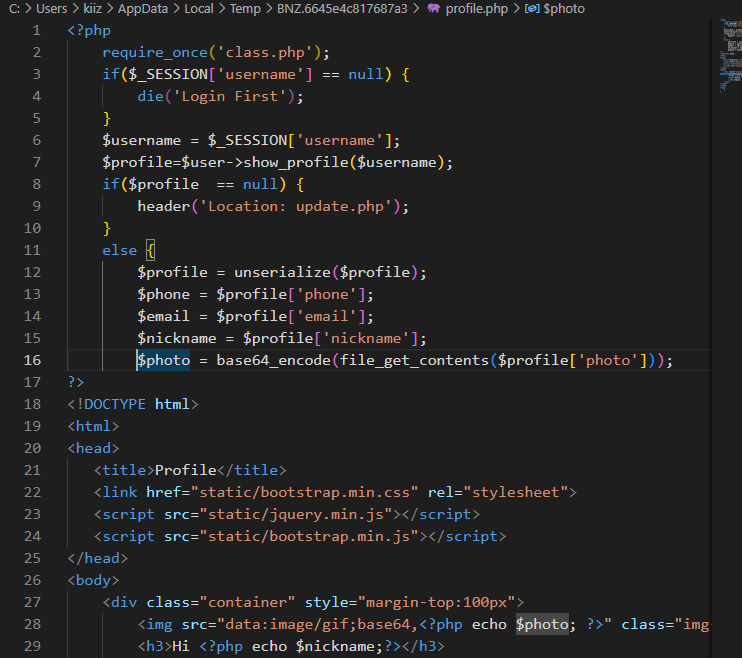 C: > Users > kiiz > AppData > Local > Temp > BNZ.6645e4c817687a3 > profile.php > $photo
1 <?php
2 require_once('class.php');
3 if($_SESSION['username'] == null) {
4 die('Login First');
5 }
6 $username = $_SESSION['username'];
7 $profile=$user->show_profile($username);
8 if($profile  == null) {
9 header('Location: update.php');
10 }
11 else {
12 $profile = unserialize($profile);
13 $phone = $profile['phone'];
14 $email = $profile['email'];
15 $nickname = $profile['nickname'];
16 $photo = base64_encode(file_get_contents($profile['photo']));
17 ?>
18 <!DOCTYPE html>
19 <html>
20 <head>
21 <title>Profile</title>
22 <link href="static/bootstrap.min.css" rel="stylesheet">
23 <script src="static/jquery.min.js"></script>
24 <script src="static/bootstrap.min.js"></script>
25 </head>
26 <body>
27 <div class="container" style="margin-top:100px">
28 <img src="data:image/gif;base64,<?php echo $photo; ?>" class="img
29 <h3>Hi <?php echo $nickname;?></h3>